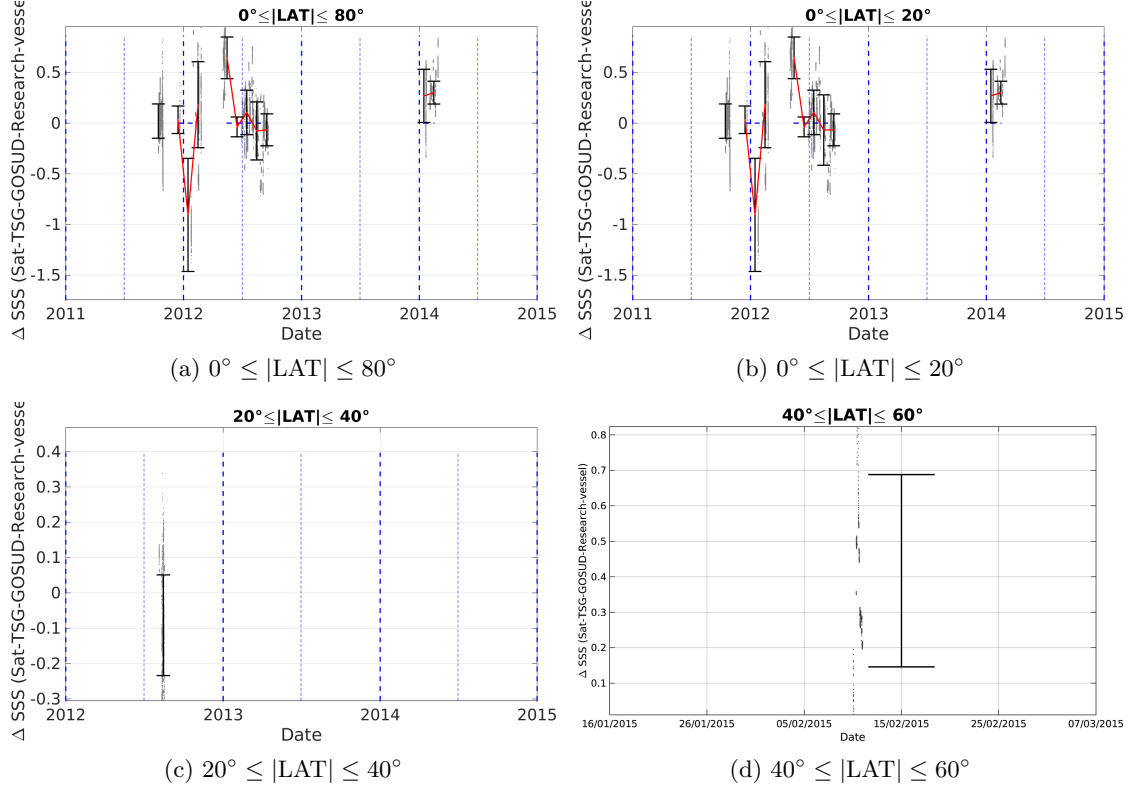 0°≤|LAT|≤ 80°
Δ SSS (Sat-TSG-GOSUD-Research-vesse
0.5
0
-0.5
-1
-1.5
2011 2012 2013 2014 2015
Date
(a) 0° ≤ |LAT| ≤ 80°
0°≤|LAT|≤ 20°
Δ SSS (Sat-TSG-GOSUD-Research-vesse
0.5
0
-0.5
-1
-1.5
2011 2012 2013 2014 2015
Date
(b) 0° ≤ |LAT| ≤ 20°
20°≤|LAT|≤ 40°
Δ SSS (Sat-TSG-GOSUD-Research-vesse
0.4
0.3
0.2
0.1
0
-0.1
-0.2
-0.3
2012 2013 2014 2015
Date
(c) 20° ≤ |LAT| ≤ 40°
40°≤|LAT|≤ 60°
Δ SSS (Sat-TSG-GOSUD-Research-vessel)
0.8
0.7
0.6
0.5
0.4
0.3
0.2
0.1
16/01/2015 26/01/2015 05/02/2015 15/02/2015 25/02/2015 07/03/2015
Date
(d) 40° ≤ |LAT| ≤ 60°